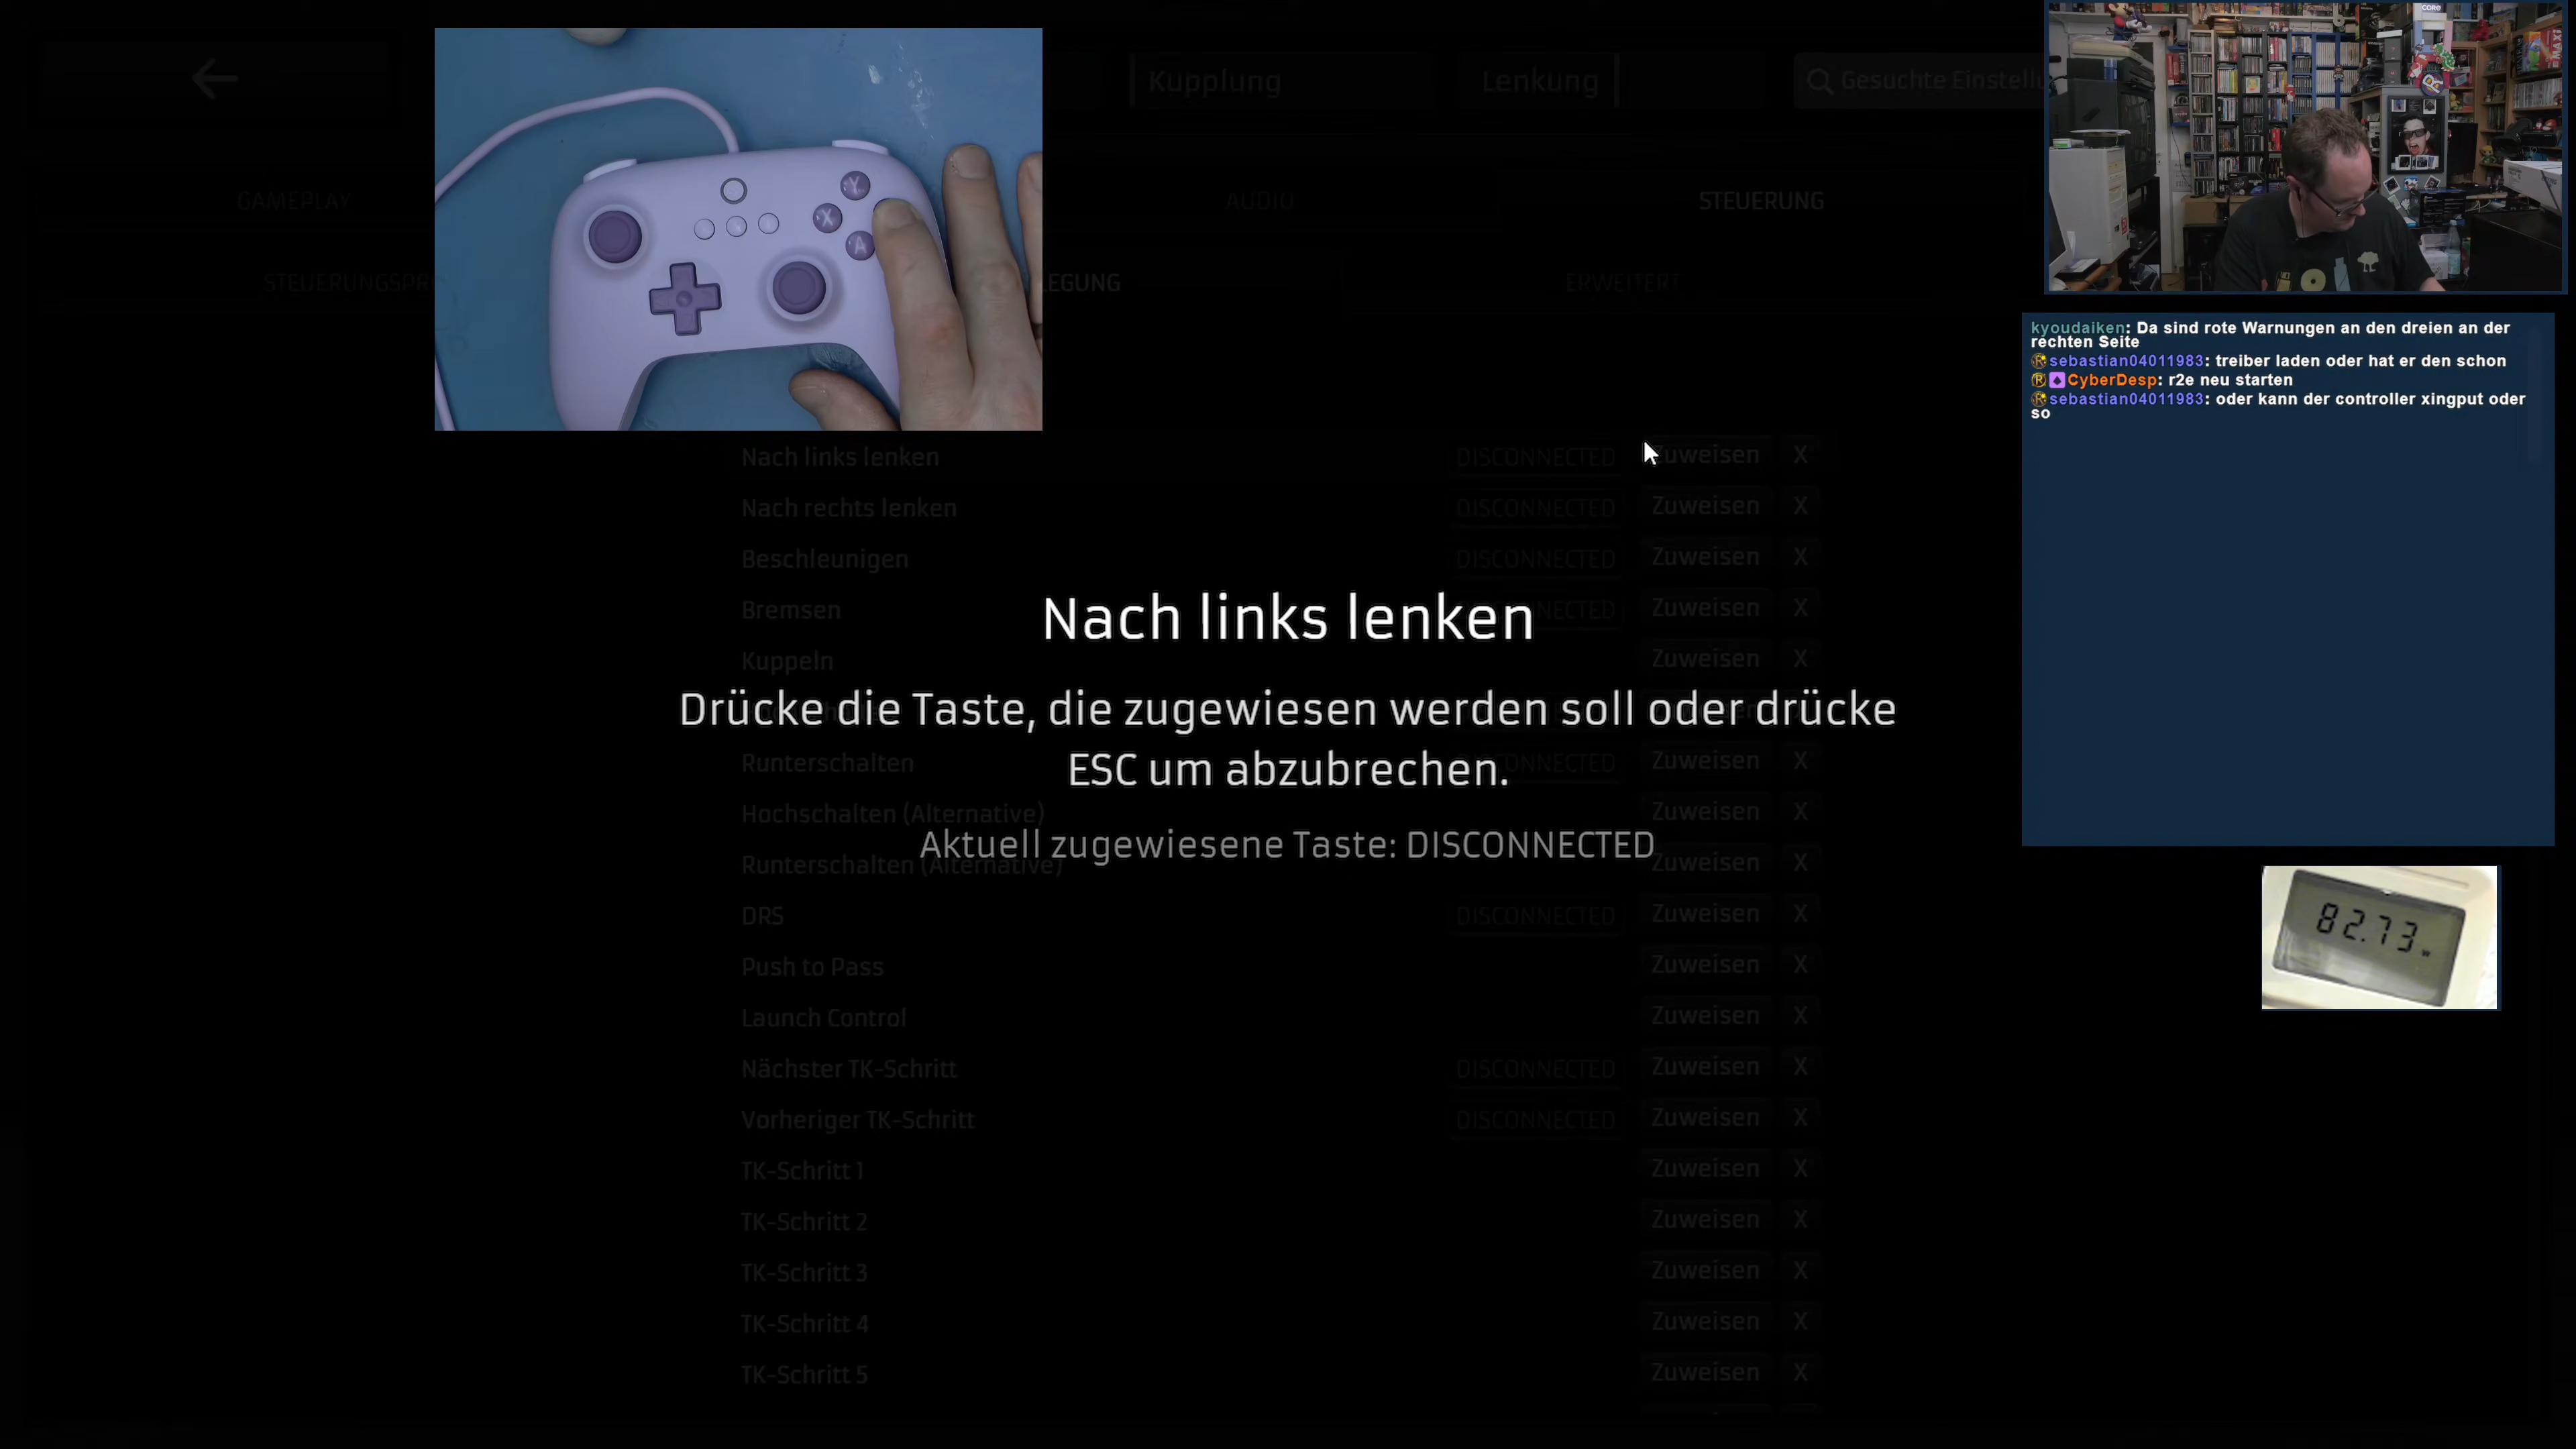 Kupplung
Lenkung
Gesuchte Einstellu
GAMEPLAY
AUDIO
STEUERUNG
STEUERUNGSPR
LEGUNG
ERWEITERT
Y
X
A
kyoudaiken: Da sind rote Warnungen an den dreien an der
rechten Seite
sebastian04011983: treiber laden oder hat er den schon
CyberDesp: r2e neu starten
sebastian04011983: oder kann der controller xingput oder
so
Nach links lenken DISCONNECTED Zuweisen X
Nach rechts lenken DISCONNECTED Zuweisen X
Beschleunigen DISCONNECTED Zuweisen X
Bremsen Zuweisen X
Nach links lenken
Kuppeln Zuweisen X
Drücke die Taste, die zugewiesen werden soll oder drücke
ESC um abzubrechen.
Runterschalten Zuweisen X
Hochschalten (Alternative) Zuweisen X
Aktuell zugewiesene Taste: DISCONNECTED
Runterschalten (Alternative) Zuweisen X
DRS DISCONNECTED Zuweisen X
Push to Pass Zuweisen X
Launch Control Zuweisen X
Nächster TK-Schritt DISCONNECTED Zuweisen X
Vorheriger TK-Schritt DISCONNECTED Zuweisen X
TK-Schritt 1 Zuweisen X
TK-Schritt 2 Zuweisen X
TK-Schritt 3 Zuweisen X
TK-Schritt 4 Zuweisen X
TK-Schritt 5 Zuweisen X
82.73 w